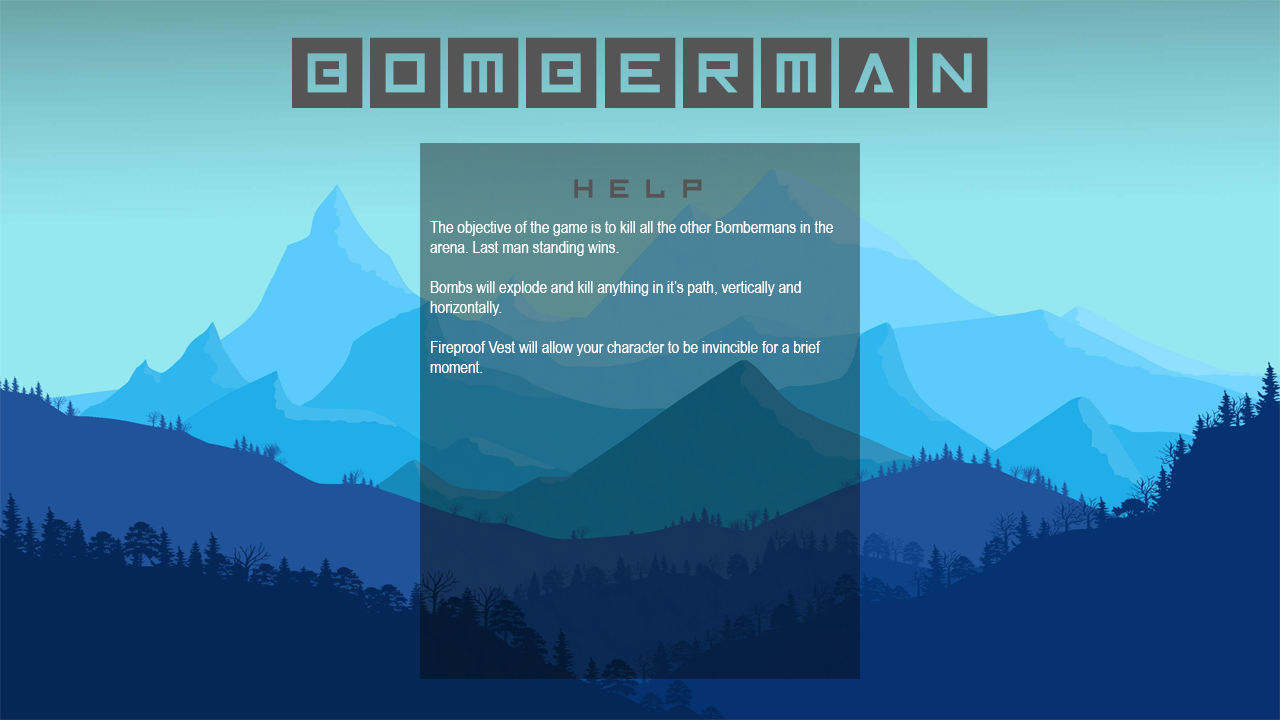 BOMBERMAN
HELP
The objective of the game is to kill all the other Bombermans in the
arena. Last man standing wins.
Bombs will explode and kill anything in it's path, vertically and
horizontally.
Fireproof Vest will allow your character to be invincible for a brief
moment.